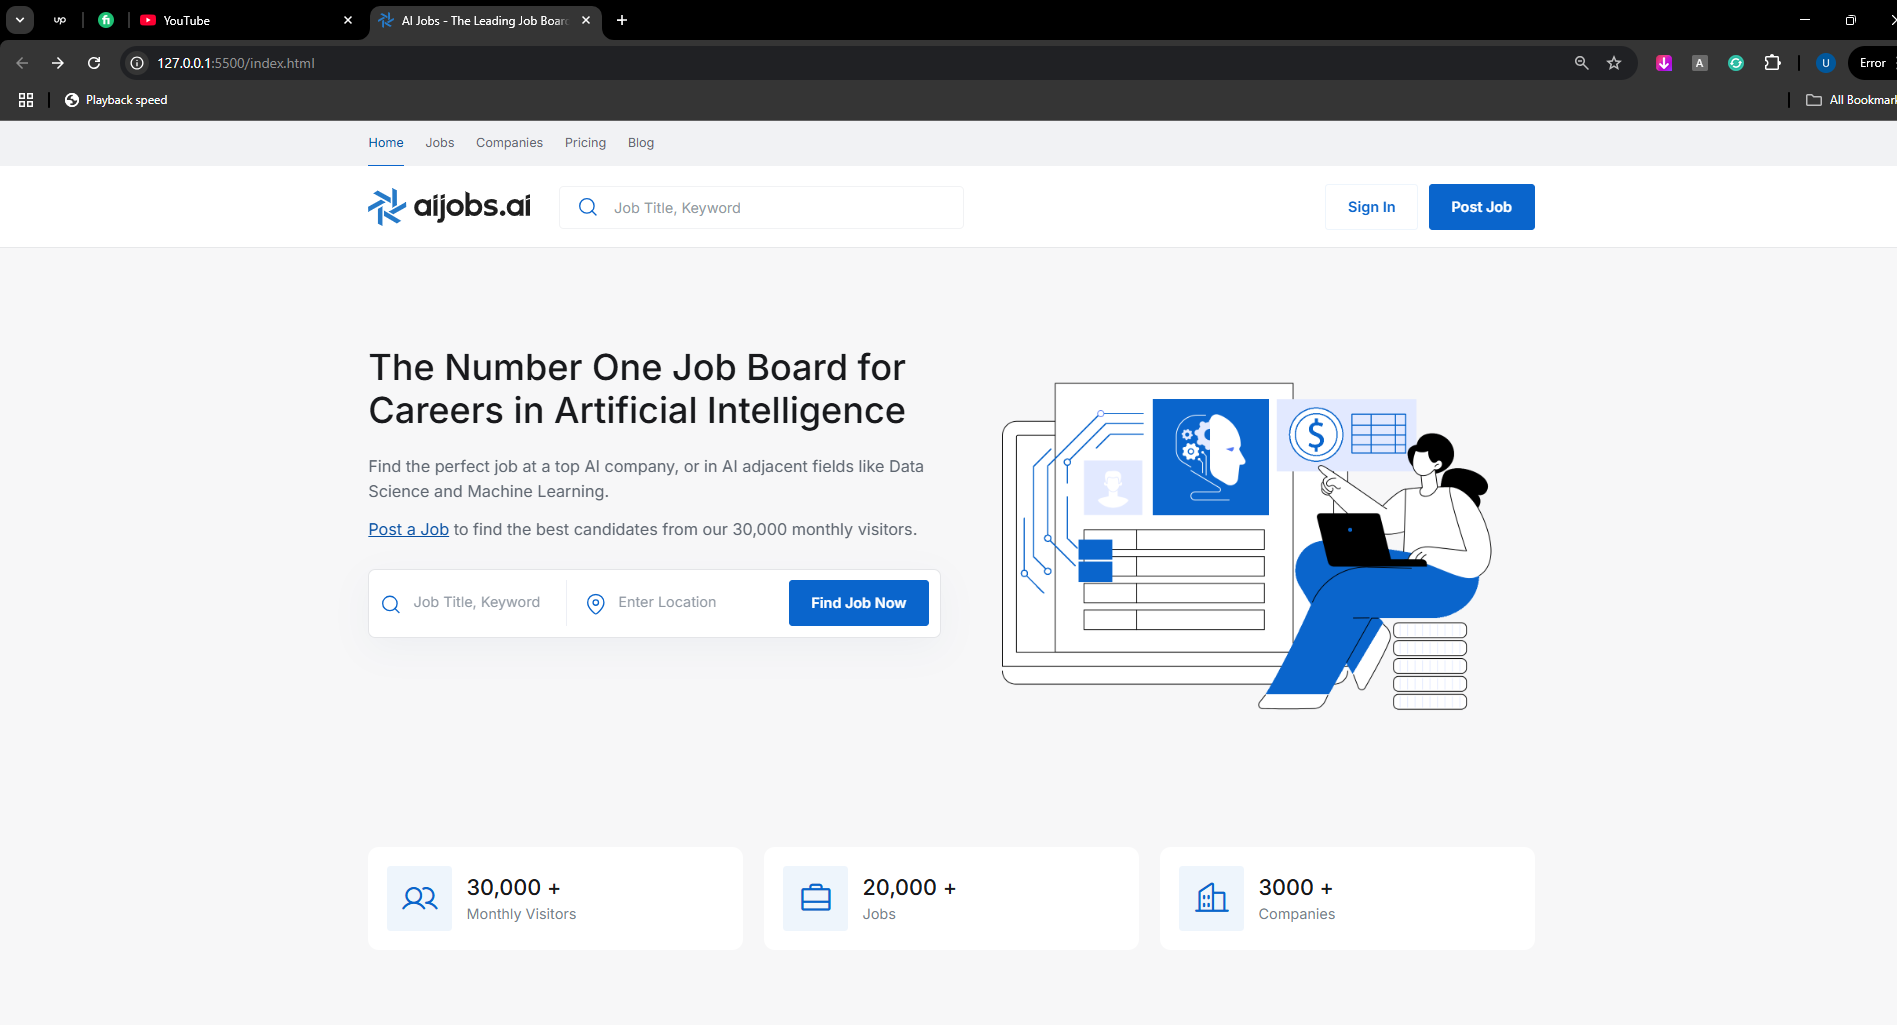 up
fi
YouTube
AI Jobs - The Leading Job Boar
127.0.0.1:5500/index.html
A
U
Error
Playback speed
All Bookmar
Home
Jobs
Companies
Pricing
Blog
aijobs.ai
Job Title, Keyword
Sign In
Post Job
The Number One Job Board for
Careers in Artificial Intelligence
Find the perfect job at a top AI company, or in AI adjacent fields like Data
Science and Machine Learning.
Post a Job to find the best candidates from our 30,000 monthly visitors.
Job Title, Keyword
Enter Location
Find Job Now
$
30,000 +
Monthly Visitors
20,000 +
Jobs
3000 +
Companies